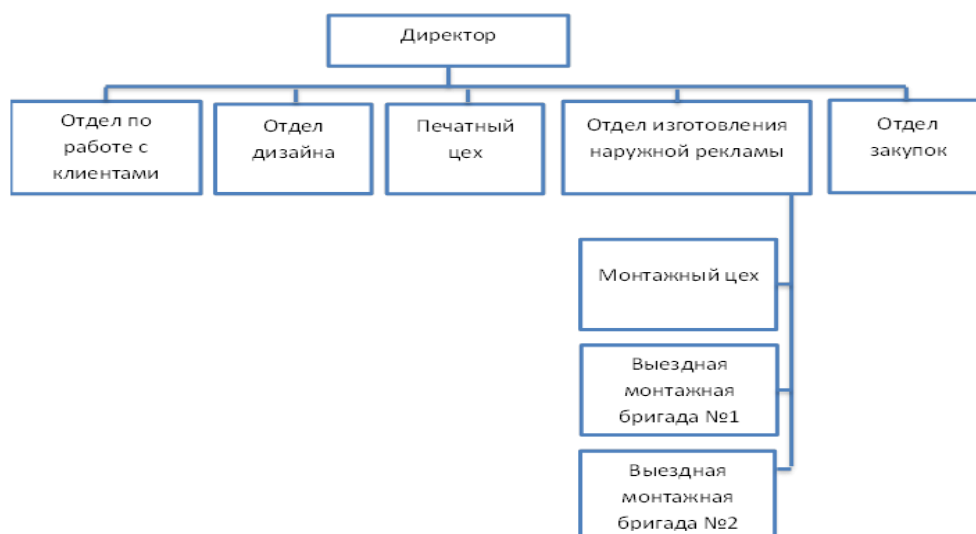 Директор
Отдел по
работе с
клиентами
Отдел
дизайна
Печатный
цех
Отдел изготовления
наружной рекламы
Отдел
закупок
Монтажный цех
Выездная
монтажная
бригада №1
Выездная
монтажная
бригада №2